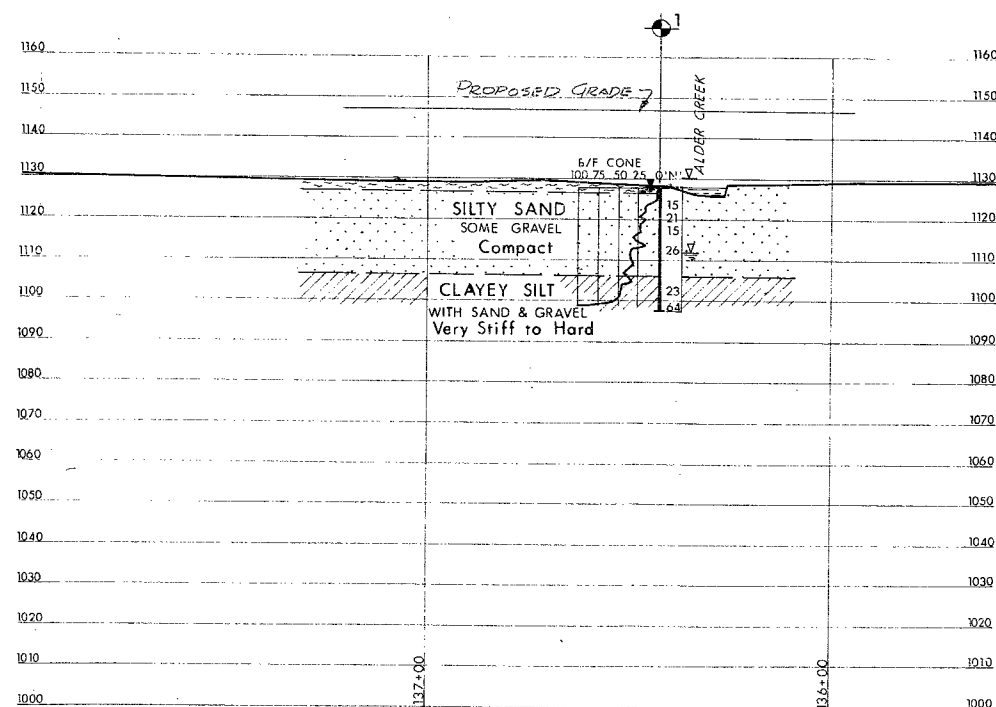 1
1160 1160
PROPOSED GRADE
1150 1150
ALDER CREEK
1140 1140
B/F CONE
1130 100 75 50 25 0 'N' 1130
SILTY SAND 15
1120 21 1120
SOME GRAVEL 15
Compact 26
1110 1110
CLAYEY SILT 23
1100 1100
WITH SAND & GRAVEL 64
Very Stiff to Hard
1090 1090
1080 1080
1070 1070
1060 1060
1050 1050
1040 1040
1030 1030
1020 1020
1010 1010
137+00 136+00
1000 1000